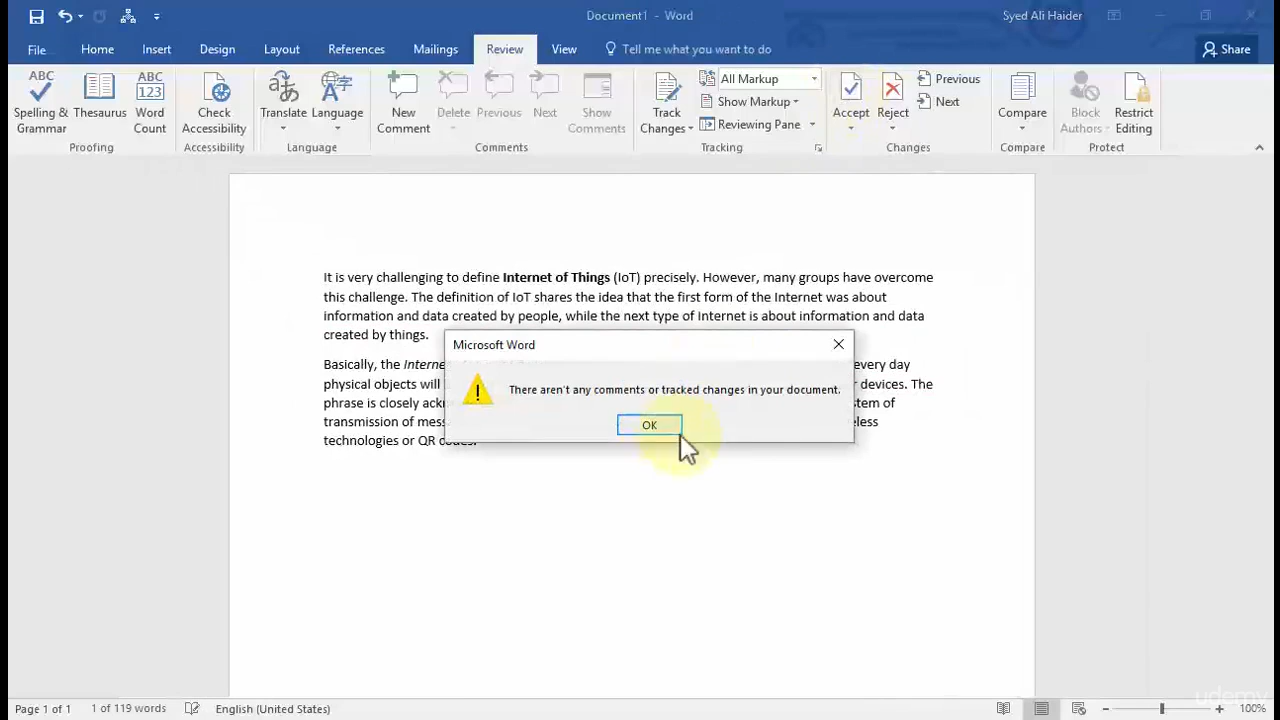 Document1 - Word
Syed Ali Haider
File Home Insert Design Layout References Mailings Review View Tell me what you want to do Share
ABC
Spelling & Grammar
Thesaurus
ABC
123
Word Count
Proofing
Check Accessibility
Accessibility
Translate
Language
Language
New Comment
Delete
Previous
Next
Show Comments
Comments
Track Changes
All Markup
Show Markup
Reviewing Pane
Tracking
Accept
Reject
Previous
Next
Changes
Compare
Compare
Block Authors
Restrict Editing
Protect
It is very challenging to define Internet of Things (IoT) precisely. However, many groups have overcome
this challenge. The definition of IoT shares the idea that the first form of the Internet was about
information and data created by people, while the next type of Internet is about information and data
created by things.
Microsoft Word
Basically, the every day
physical objects will devices. The
There aren't any comments or tracked changes in your document.
phrase is closely
transmission of
OK
technologies or QR codes.
Page 1 of 1 1 of 119 words English (United States) 100%
udemy